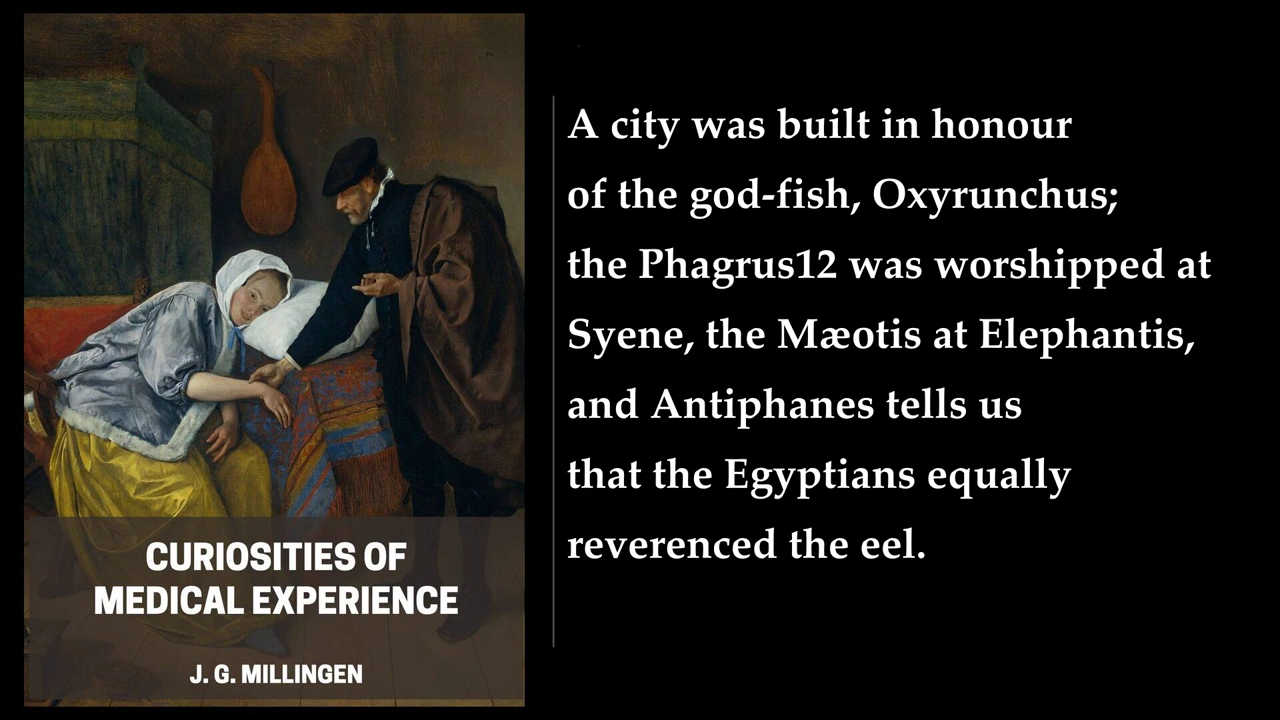 A city was built in honour
of the god-fish, Oxyrunchus;
the Phagrus12 was worshipped at
Syene, the Mæotis at Elephantis,
and Antiphanes tells us
that the Egyptians equally
reverenced the eel.
CURIOSITIES OF
MEDICAL EXPERIENCE
J. G. MILLINGEN